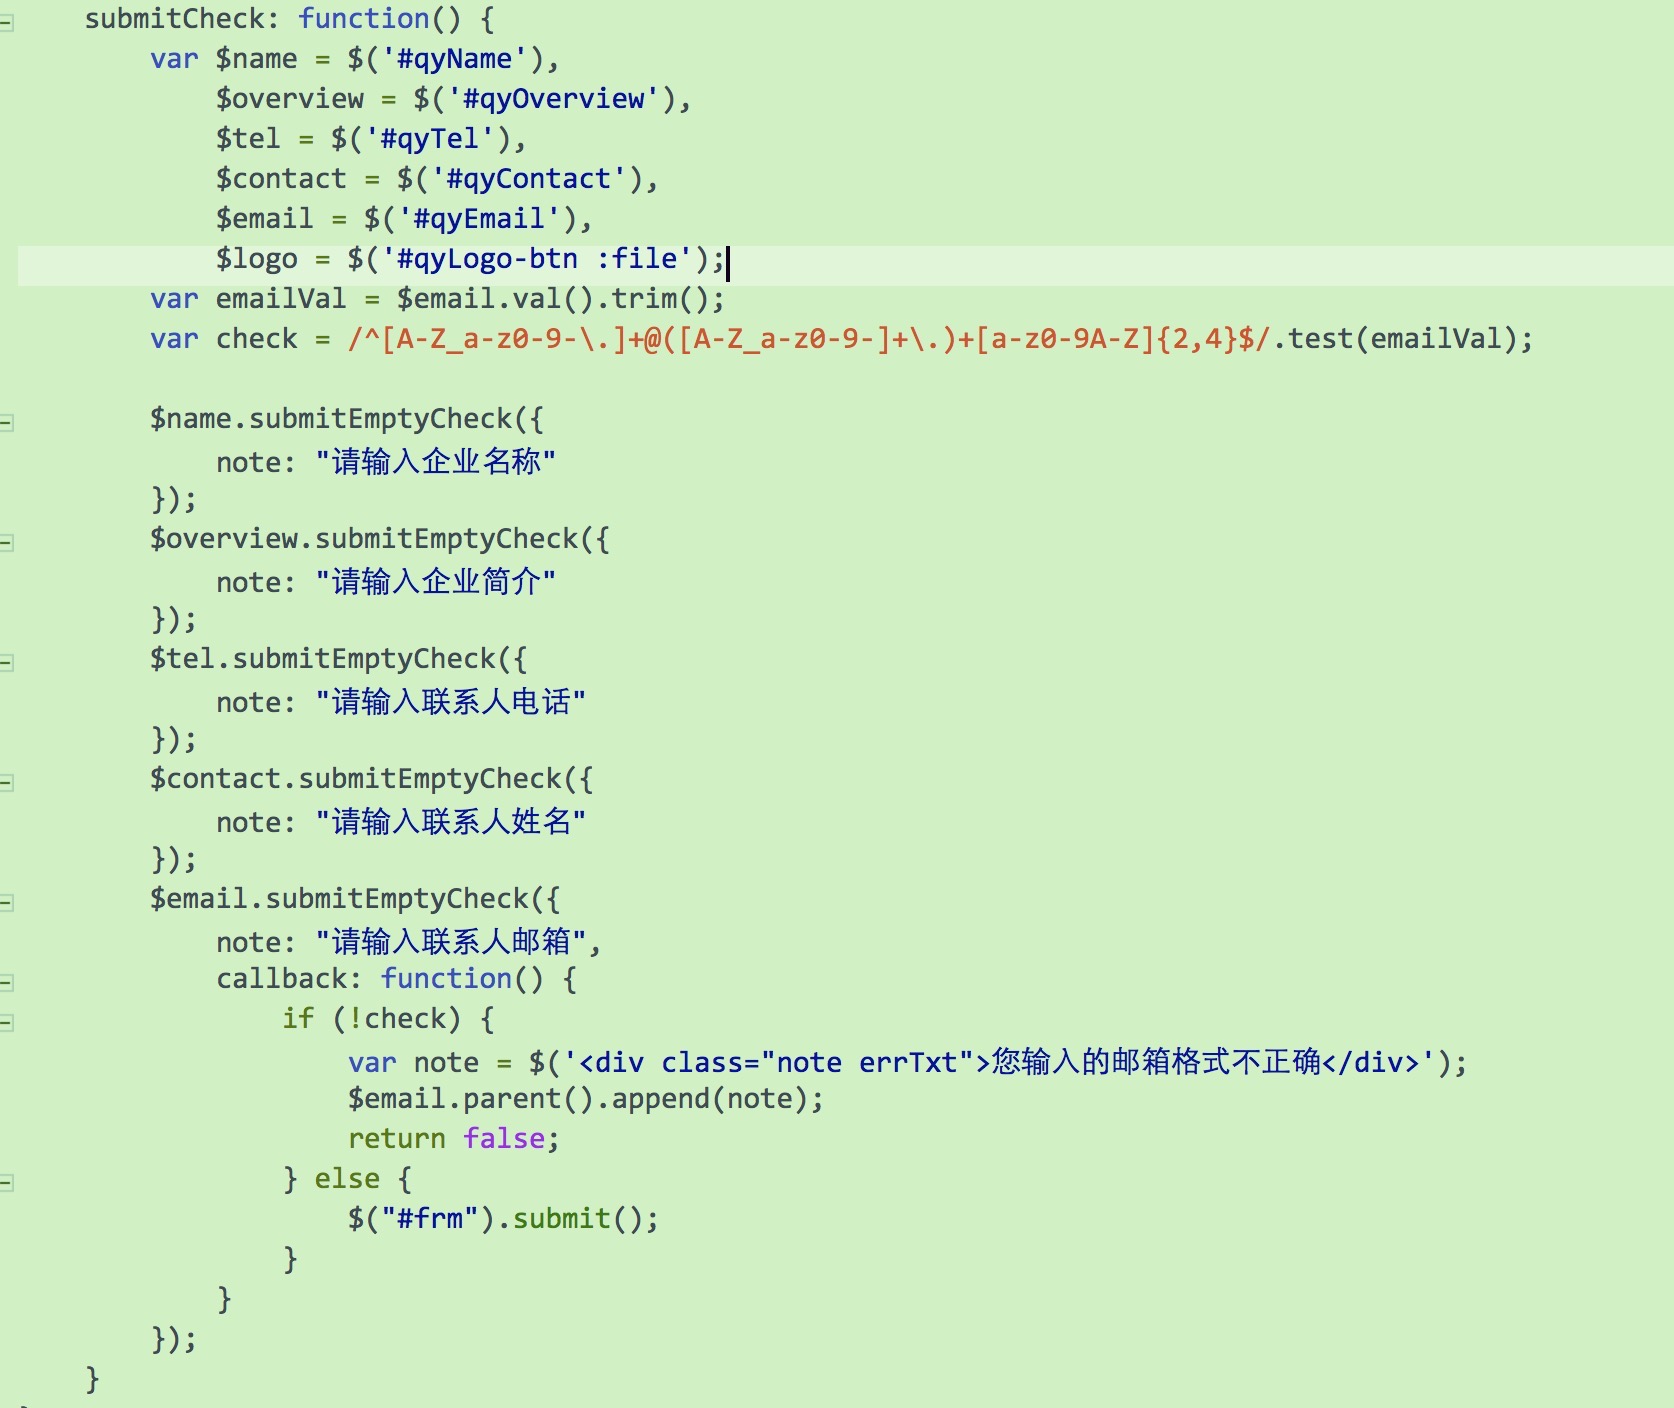 submitCheck: function() {
var $name = $('#qyName'),
$overview = $('#qyOverview'),
$tel = $('#qyTel'),
$contact = $('#qyContact'),
$email = $('#qyEmail'),
$logo = $('#qyLogo-btn :file');
var emailVal = $email.val().trim();
var check = /^[A-Z_a-z0-9-\.]+@([A-Z_a-z0-9-]+\.)+[a-z0-9A-Z]{2,4}$/.test(emailVal);
$name.submitEmptyCheck({
note: "请输入企业名称"
});
$overview.submitEmptyCheck({
note: "请输入企业简介"
});
$tel.submitEmptyCheck({
note: "请输入联系人电话"
});
$contact.submitEmptyCheck({
note: "请输入联系人姓名"
});
$email.submitEmptyCheck({
note: "请输入联系人邮箱",
callback: function() {
if (!check) {
var note = $('<div class="note errTxt">您输入的邮箱格式不正确</div>');
$email.parent().append(note);
return false;
} else {
$("#frm").submit();
}
}
});
}